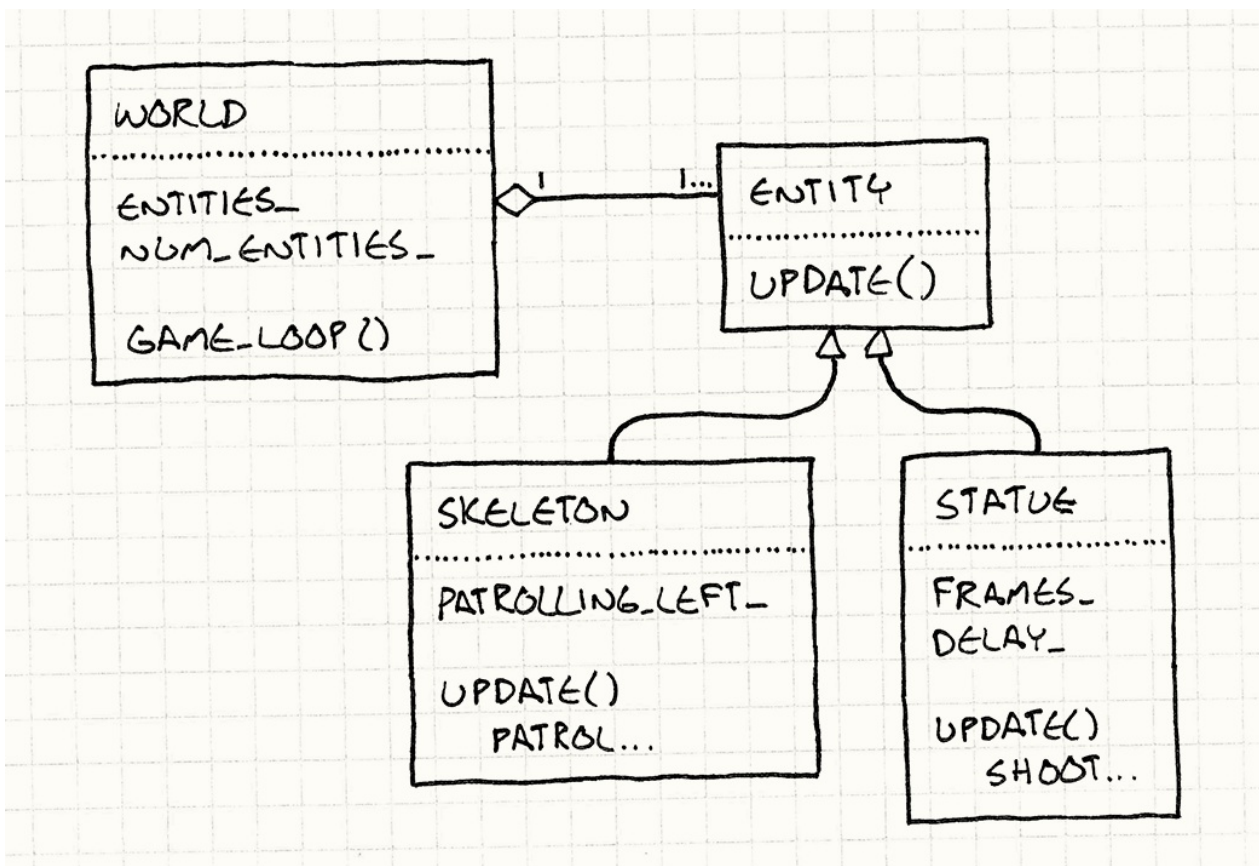 WORLD
ENTITIES_
NUM_ENTITIES_
GAME_LOOP()
1
1...
ENTITY
UPDATE()
SKELETON
PATROLLING_LEFT_
UPDATE()
PATROL...
STATUE
FRAMES_
DELAY_
UPDATE()
SHOOT...